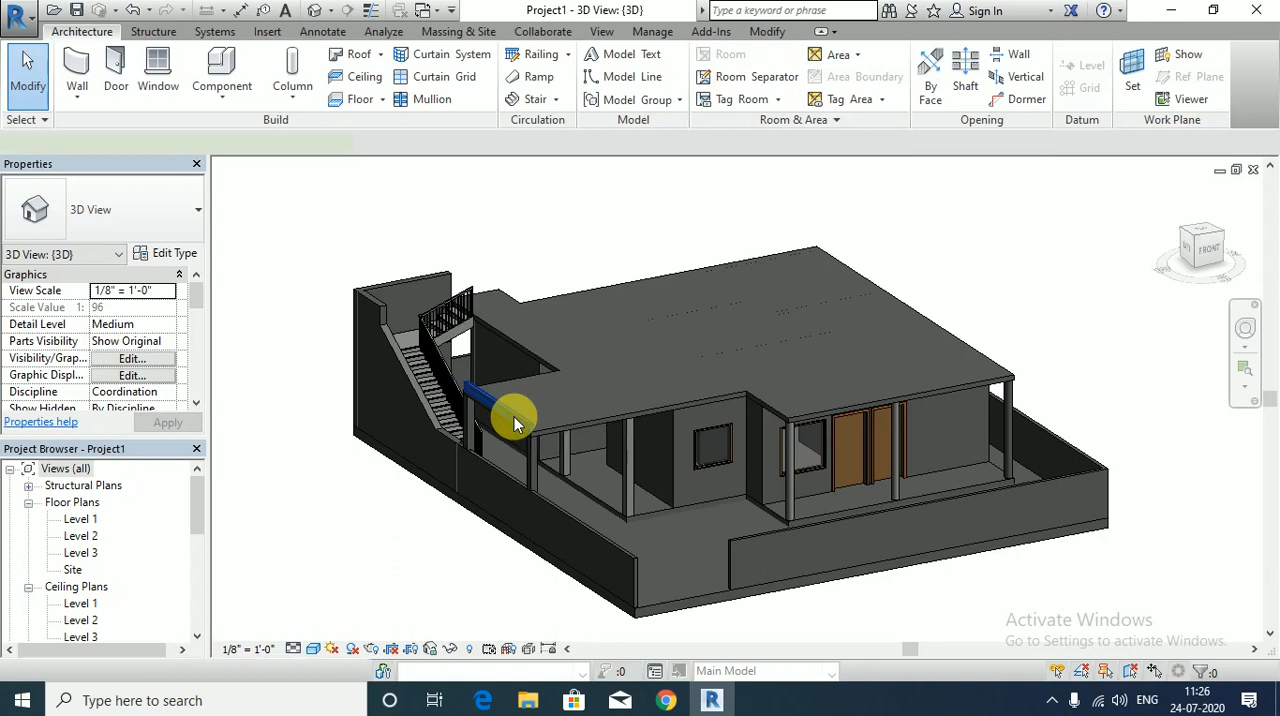 R
A
Project1 - 3D View: {3D}
Type a keyword or phrase
Sign In
?
Architecture
Structure
Systems
Insert
Annotate
Analyze
Massing & Site
Collaborate
View
Manage
Add-Ins
Modify
Modify
Wall
Door
Window
Component
Column
Roof
Ceiling
Floor
Curtain System
Curtain Grid
Mullion
Railing
Ramp
Stair
Model Text
Model Line
Model Group
Room
Room Separator
Tag Room
Area
Area Boundary
Tag Area
By
Face
Shaft
Wall
Vertical
Dormer
Level
Grid
Set
Show
Ref Plane
Viewer
Select
Build
Circulation
Model
Room & Area
Opening
Datum
Work Plane
Properties
3D View
3D View: {3D}
Edit Type
Graphics
View Scale 1/8" = 1'-0"
Scale Value 1: 96
Detail Level Medium
Parts Visibility Show Original
Visibility/Grap... Edit...
Graphic Displ... Edit...
Discipline Coordination
Show Hidden By Discipline
Properties help
Apply
FRONT
Project Browser - Project1
Views (all)
Structural Plans
Floor Plans
Level 1
Level 2
Level 3
Site
Ceiling Plans
Level 1
Level 2
Level 3
Activate Windows
Go to Settings to activate Windows.
1/8" = 1'-0"
:0
Main Model
:0
Type here to search
R
ENG
11:26
24-07-2020